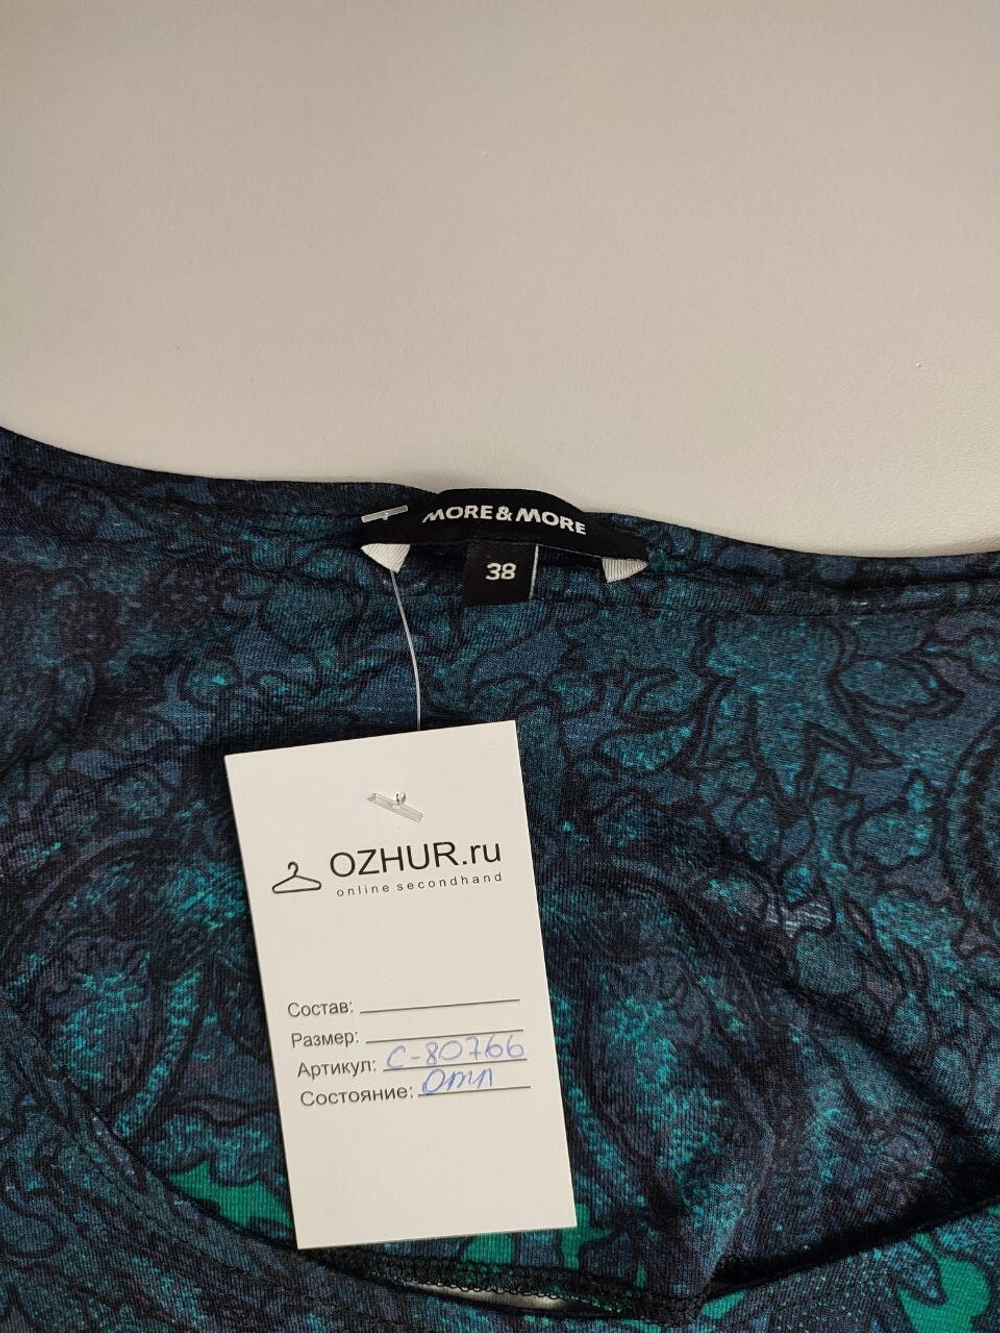 MORE & MORE
38
OZHUR.ru
online secondhand
Состав:
Размер:
Артикул: С-80766
Состояние: Отл